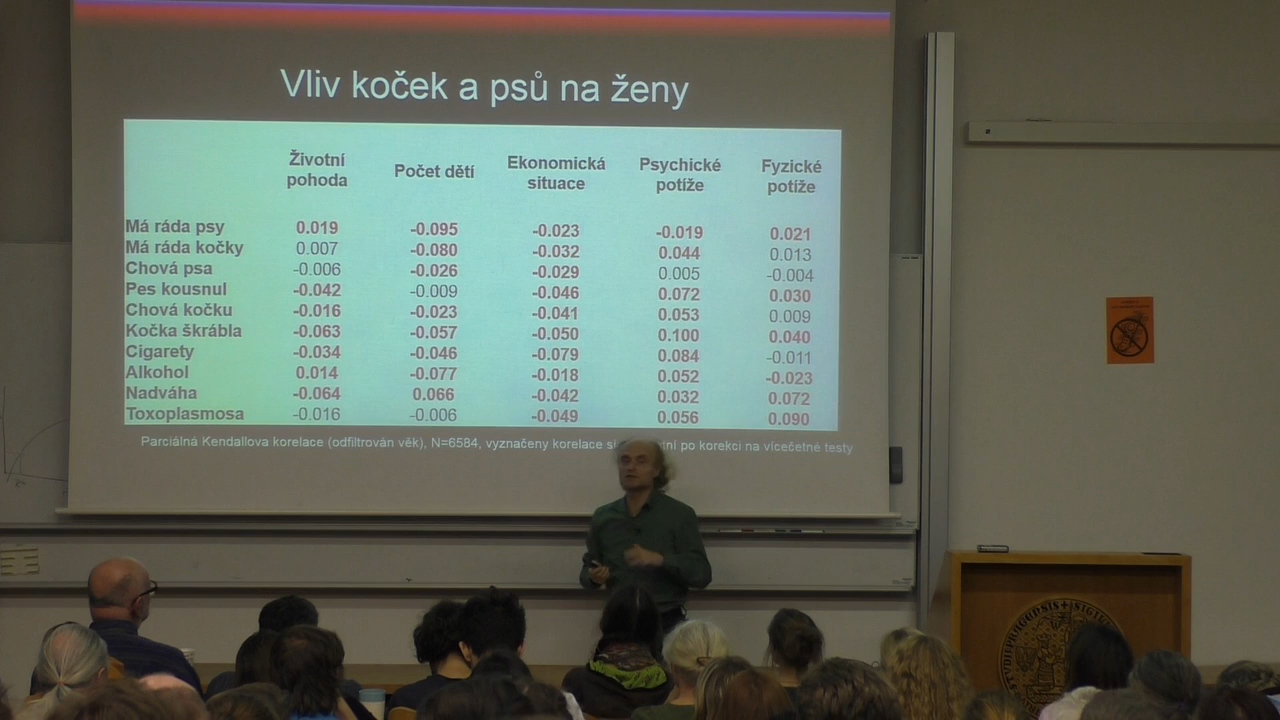 Vliv koček a psů na ženy
Životní pohoda Počet dětí Ekonomická situace Psychické potíže Fyzické potíže
Má ráda psy 0.019 -0.095 -0.023 -0.019 0.021
Má ráda kočky 0.007 -0.080 -0.032 0.044 0.013
Chová psa -0.006 -0.026 -0.029 0.005 -0.004
Pes kousnul -0.042 -0.009 -0.046 0.072 0.030
Chová kočku -0.016 -0.023 -0.041 0.053 0.009
Kočka škrábla -0.063 -0.057 -0.050 0.100 0.040
Cigarety -0.034 -0.046 -0.079 0.084 -0.011
Alkohol 0.014 -0.077 -0.018 0.052 -0.023
Nadváha -0.064 0.066 -0.042 0.032 0.072
Toxoplasmosa -0.016 -0.006 -0.049 0.056 0.090
Parciální Kendallova korelace (odfiltrován věk), N=6584, vyznačeny korelace po korekci na vícečetné testy